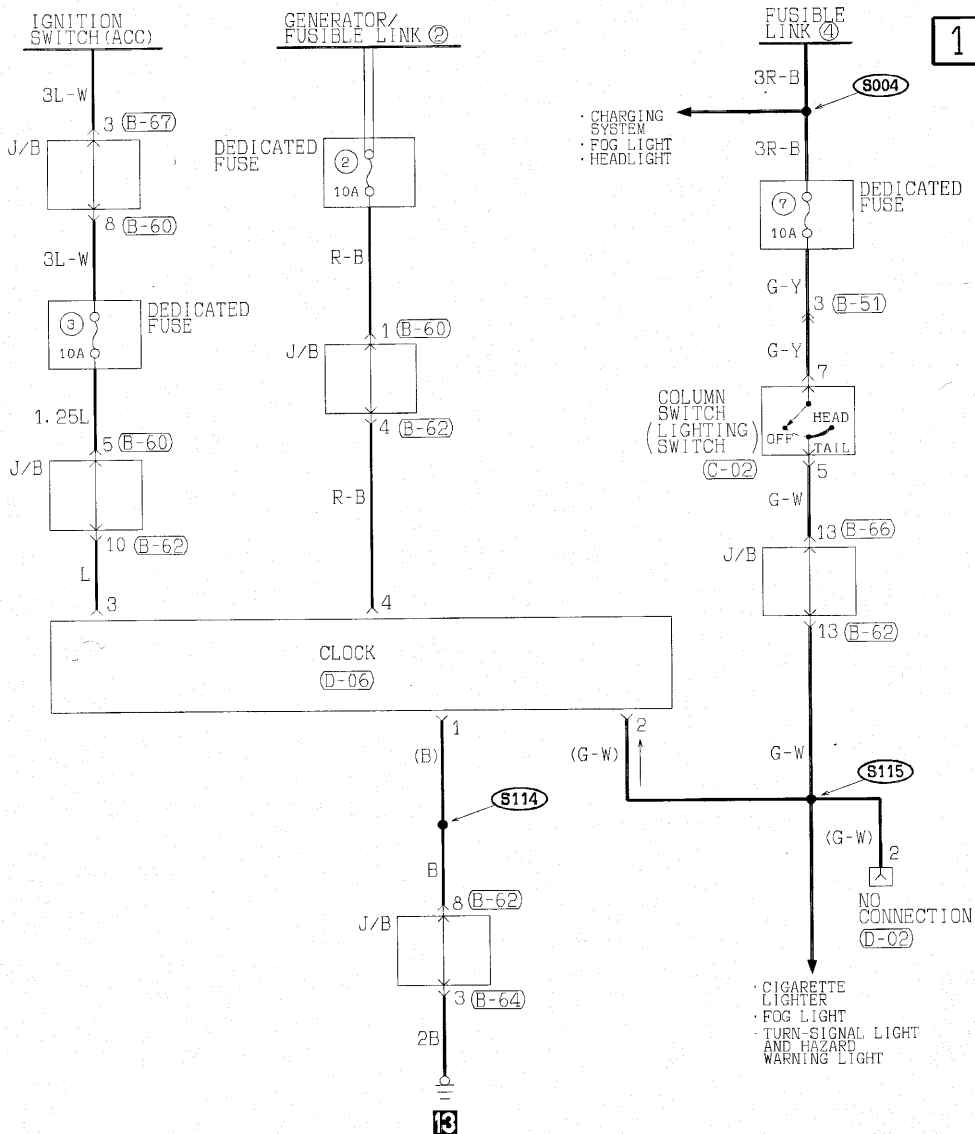 IGNITION
SWITCH(ACC)
3L-W
3 (B-67)
J/B
8 (B-60)
3L-W
DEDICATED
FUSE
3
10A
1.25L
5 (B-60)
J/B
10 (B-62)
L
3
GENERATOR/
FUSIBLE LINK ②
DEDICATED
FUSE
2
10A
R-B
1 (B-60)
J/B
4 (B-62)
R-B
4
FUSIBLE
LINK ④
1
3R-B
S004
· CHARGING
SYSTEM
· FOG LIGHT
· HEADLIGHT
3R-B
DEDICATED
FUSE
7
10A
G-Y
3 (B-51)
G-Y
7
COLUMN
SWITCH
(LIGHTING)
SWITCH
(C-02)
HEAD
OFF
TAIL
5
G-W
13 (B-66)
J/B
13 (B-62)
CLOCK
(D-06)
1
2
(B)
(G-W)
G-W
S114
S115
(G-W)
2
NO
CONNECTION
(D-02)
B
8 (B-62)
J/B
3 (B-64)
2B
13
· CIGARETTE
LIGHTER
· FOG LIGHT
· TURN-SIGNAL LIGHT
AND HAZARD
WARNING LIGHT